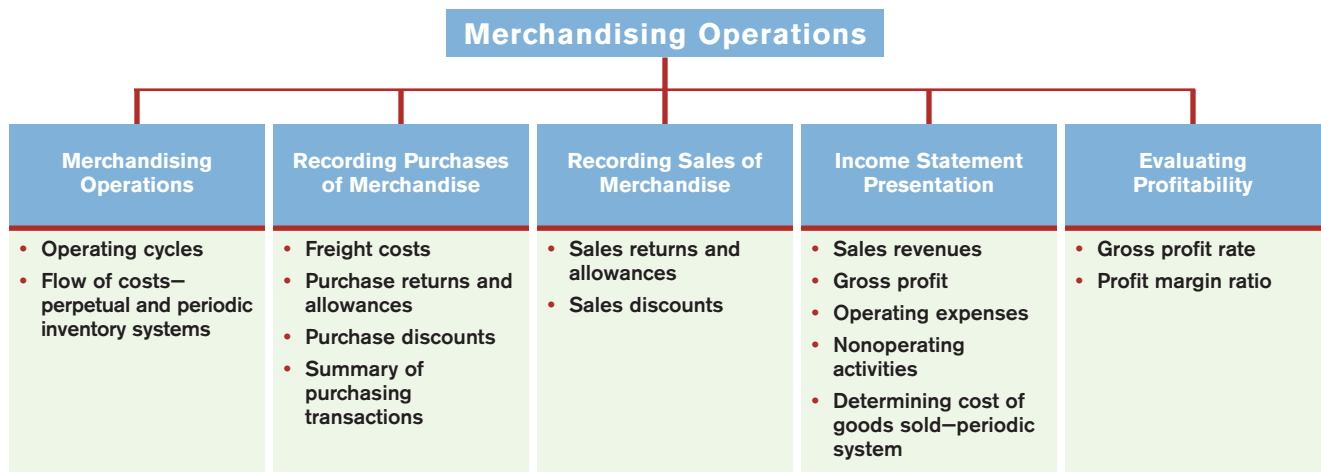 Merchandising Operations
Merchandising
Operations
• Operating cycles
• Flow of costs—
perpetual and periodic
inventory systems
Recording Purchases
of Merchandise
• Freight costs
• Purchase returns and
allowances
• Purchase discounts
• Summary of
purchasing
transactions
Recording Sales of
Merchandise
• Sales returns and
allowances
• Sales discounts
Income Statement
Presentation
• Sales revenues
• Gross profit
• Operating expenses
• Nonoperating
activities
• Determining cost of
goods sold—periodic
system
Evaluating
Profitability
• Gross profit rate
• Profit margin ratio